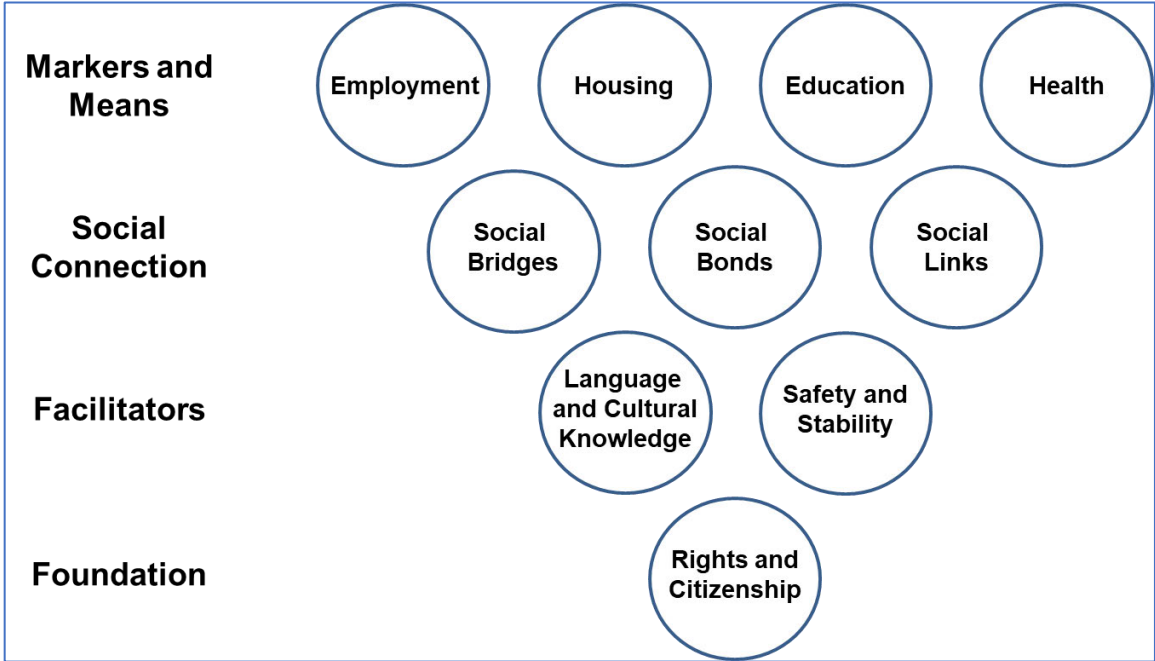 Markers and
Means
Employment
Housing
Education
Health
Social
Connection
Social
Bridges
Social
Bonds
Social
Links
Facilitators
Language
and Cultural
Knowledge
Safety and
Stability
Foundation
Rights and
Citizenship